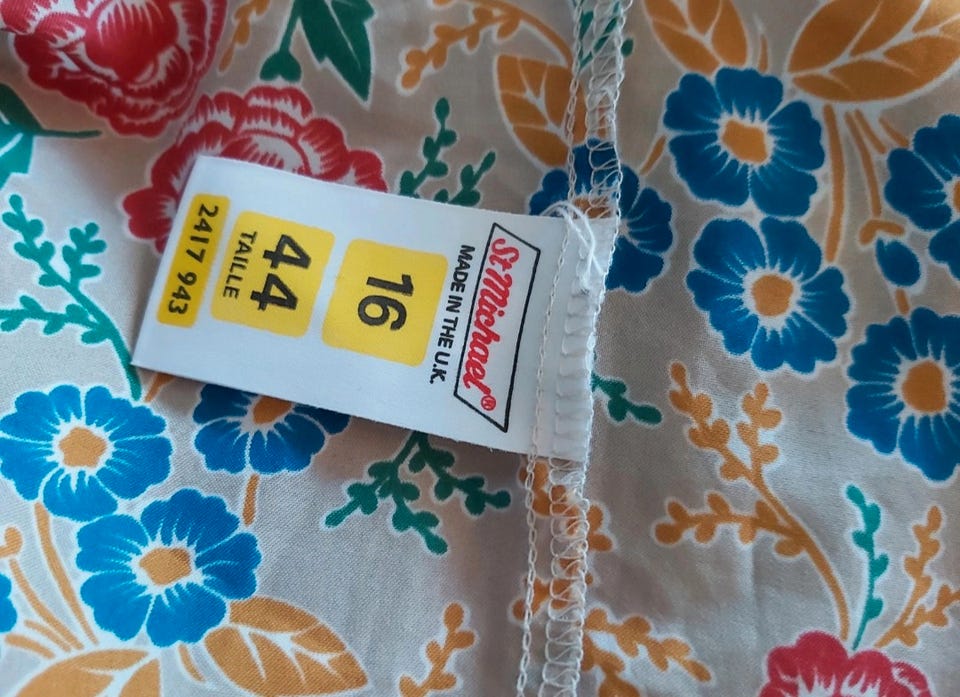 St Michael®
MADE IN THE U.K.
16
44
TAILLE
2417 943